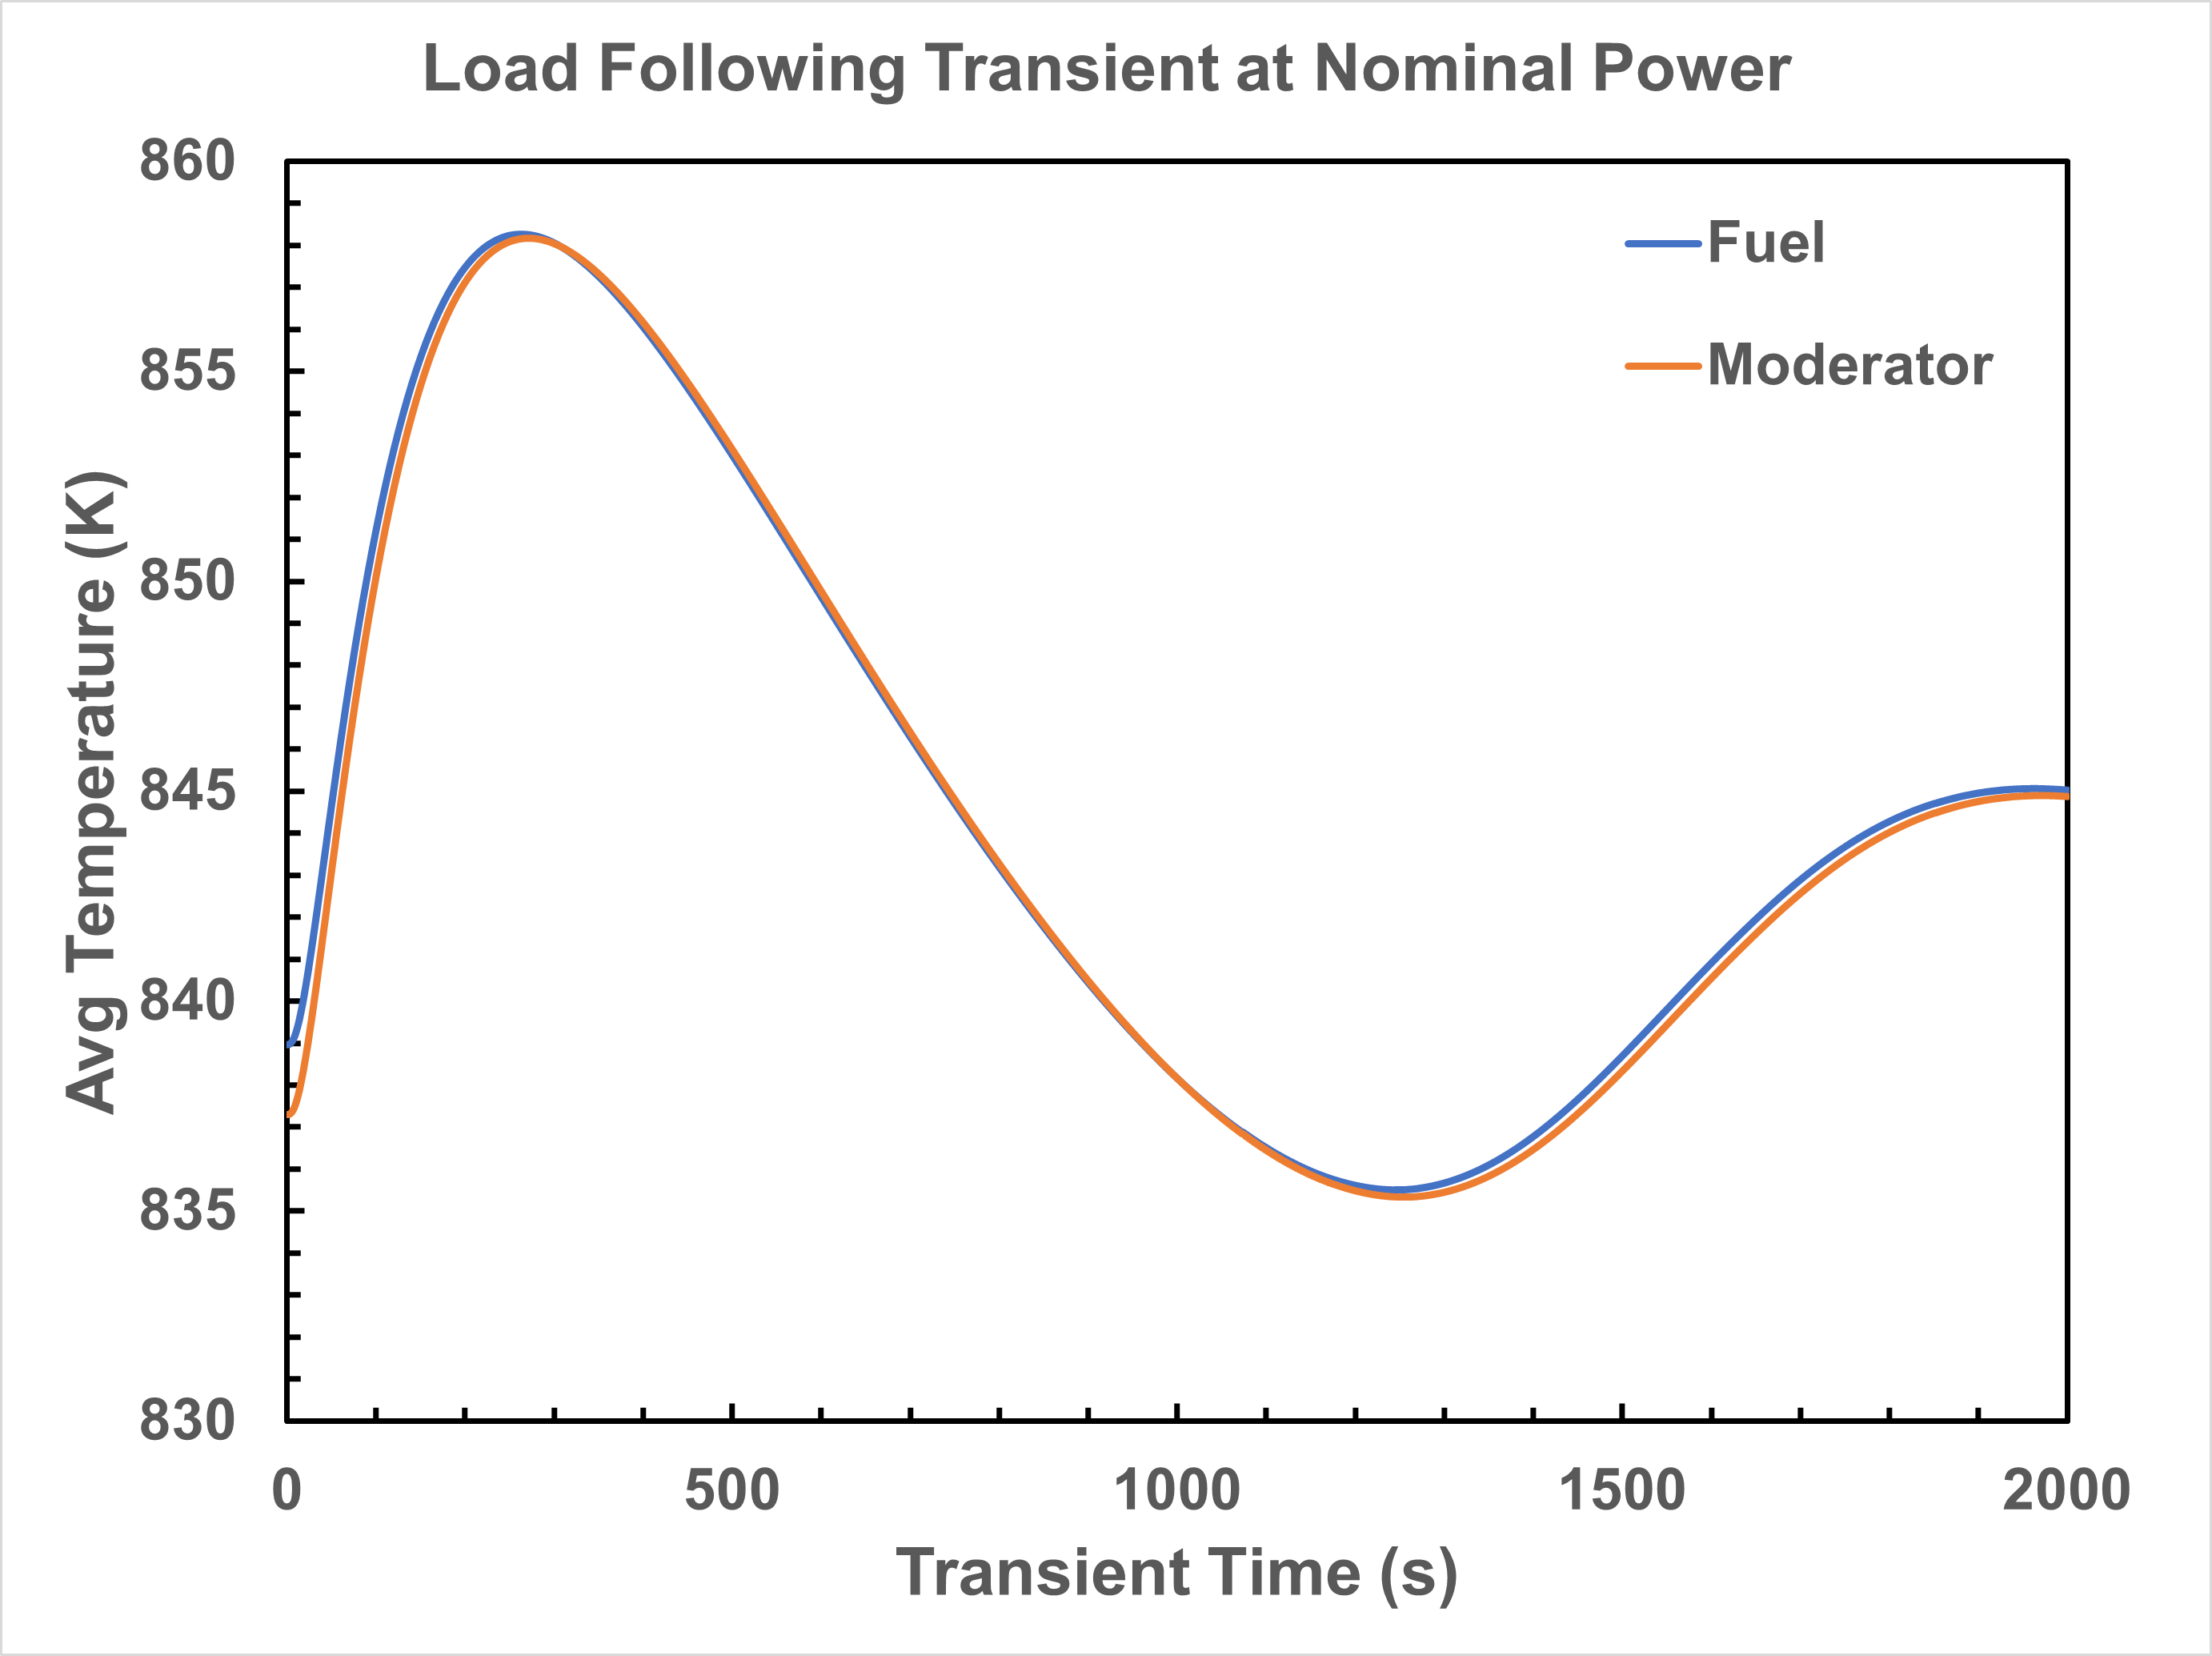 Load Following Transient at Nominal Power
860
855
850
845
840
835
830
Avg Temperature (K)
Fuel
Moderator
0 500 1000 1500 2000
Transient Time (s)